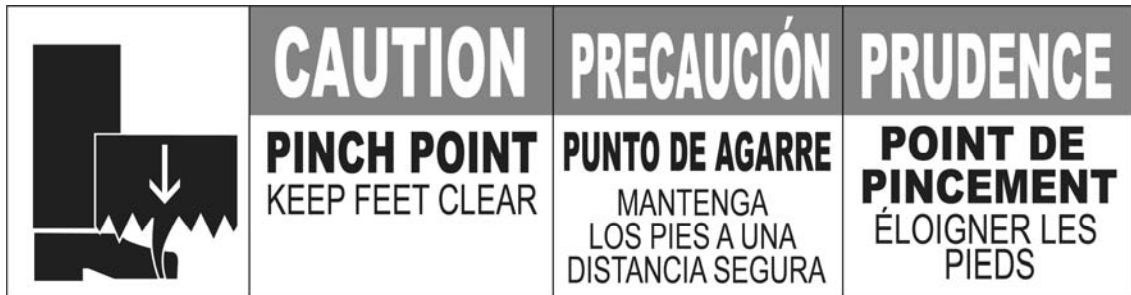 CAUTION
PINCH POINT
KEEP FEET CLEAR
PRECAUCIÓN
PUNTO DE AGARRE
MANTENGA
LOS PIES A UNA
DISTANCIA SEGURA
PRUDENCE
POINT DE
PINCEMENT
ÉLOIGNER LES
PIEDS